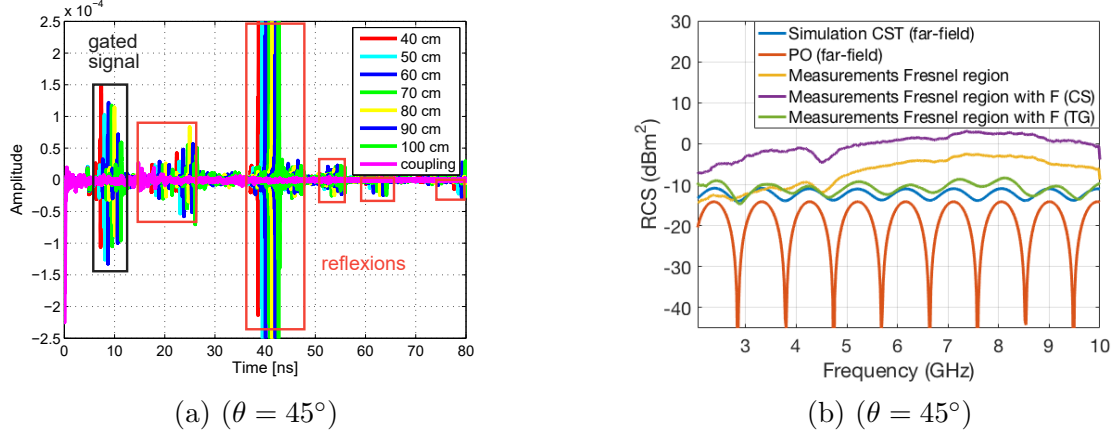 2.5
x 10⁻⁴
2
1.5
1
0.5
0
−0.5
−1
−1.5
−2
−2.5
Amplitude
0
10
20
30
40
50
60
70
80
Time [ns]
gated
signal
reflexions
40 cm
50 cm
60 cm
70 cm
80 cm
90 cm
100 cm
coupling
(a) (θ = 45°)
30
20
10
0
-10
-20
-30
-40
RCS (dBm²)
3
4
5
6
7
8
9
10
Frequency (GHz)
Simulation CST (far-field)
PO (far-field)
Measurements Fresnel region
Measurements Fresnel region with F (CS)
Measurements Fresnel region with F (TG)
(b) (θ = 45°)